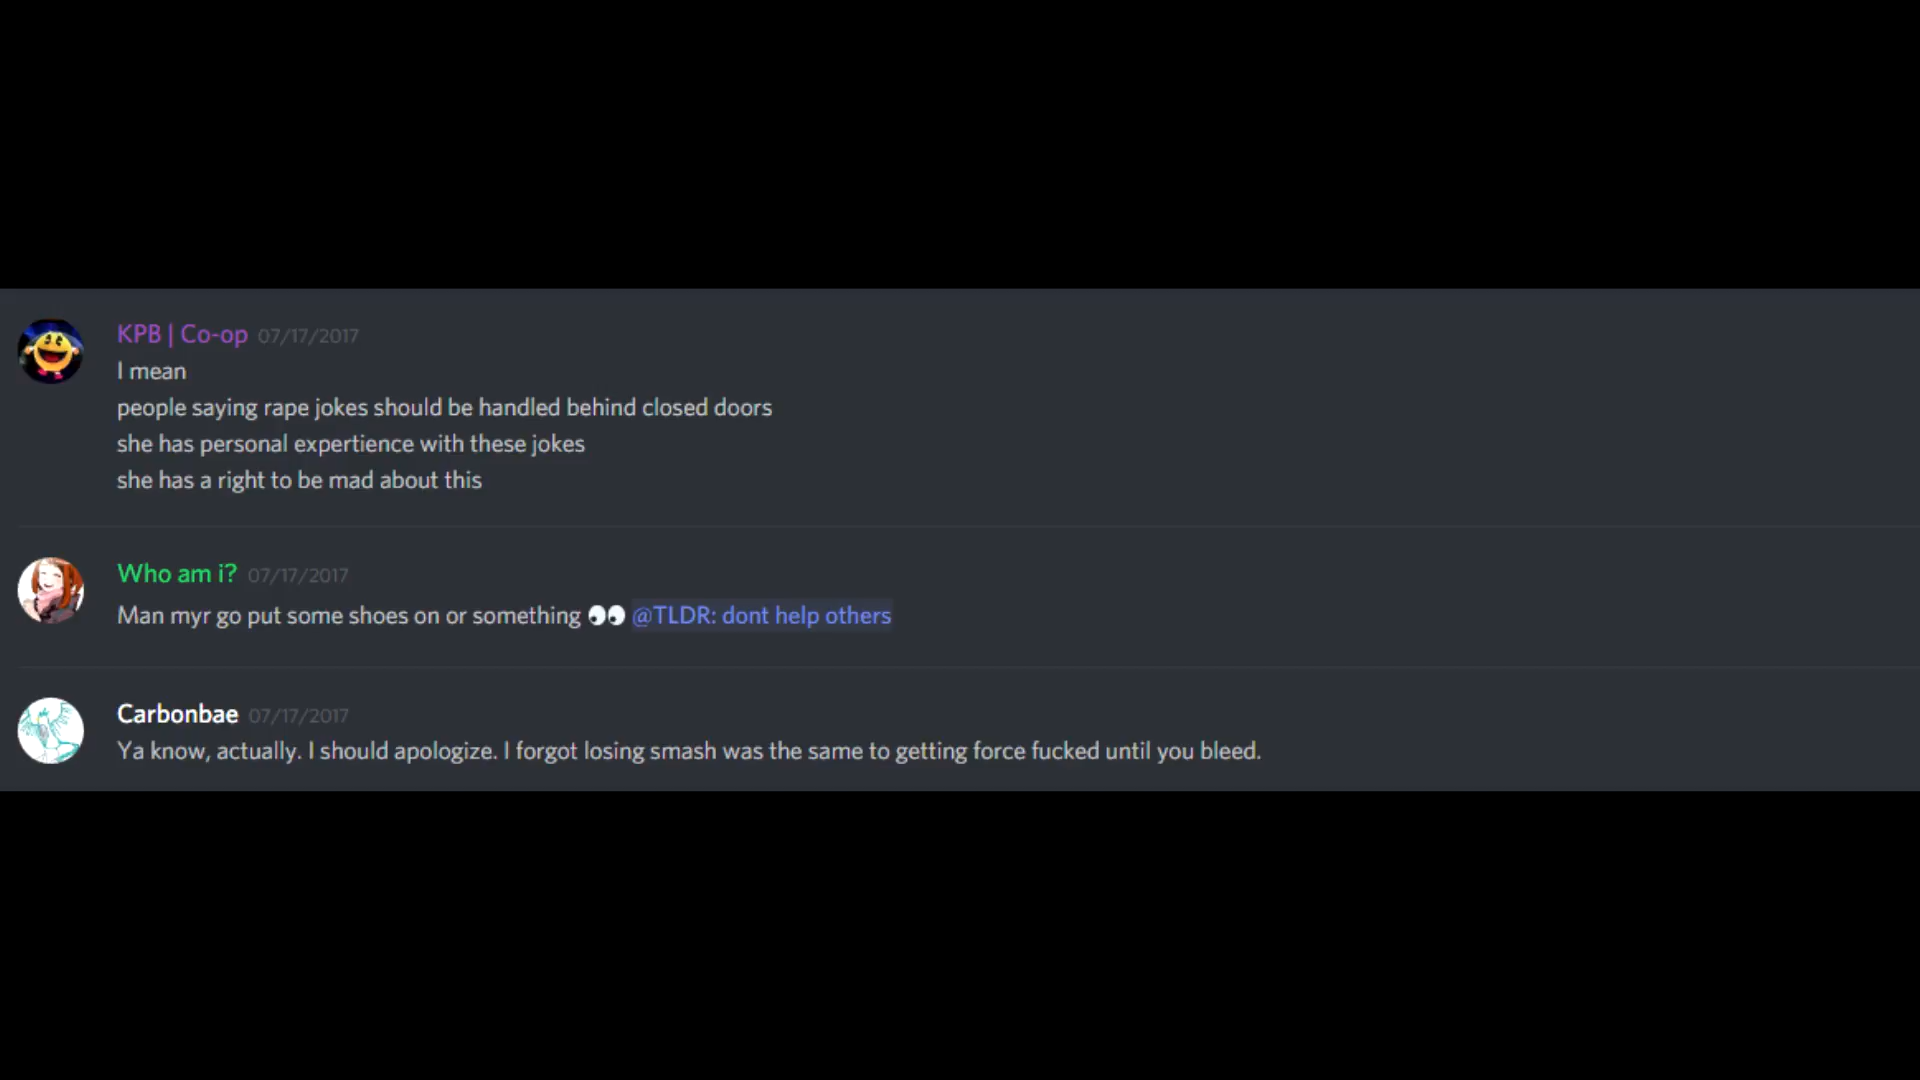 KPB | Co-op 07/17/2017
I mean
people saying rape jokes should be handled behind closed doors
she has personal expertience with these jokes
she has a right to be mad about this
Who am i? 07/17/2017
Man myr go put some shoes on or something 👀 @TLDR: dont help others
Carbonbae 07/17/2017
Ya know, actually. I should apologize. I forgot losing smash was the same to getting force fucked until you bleed.